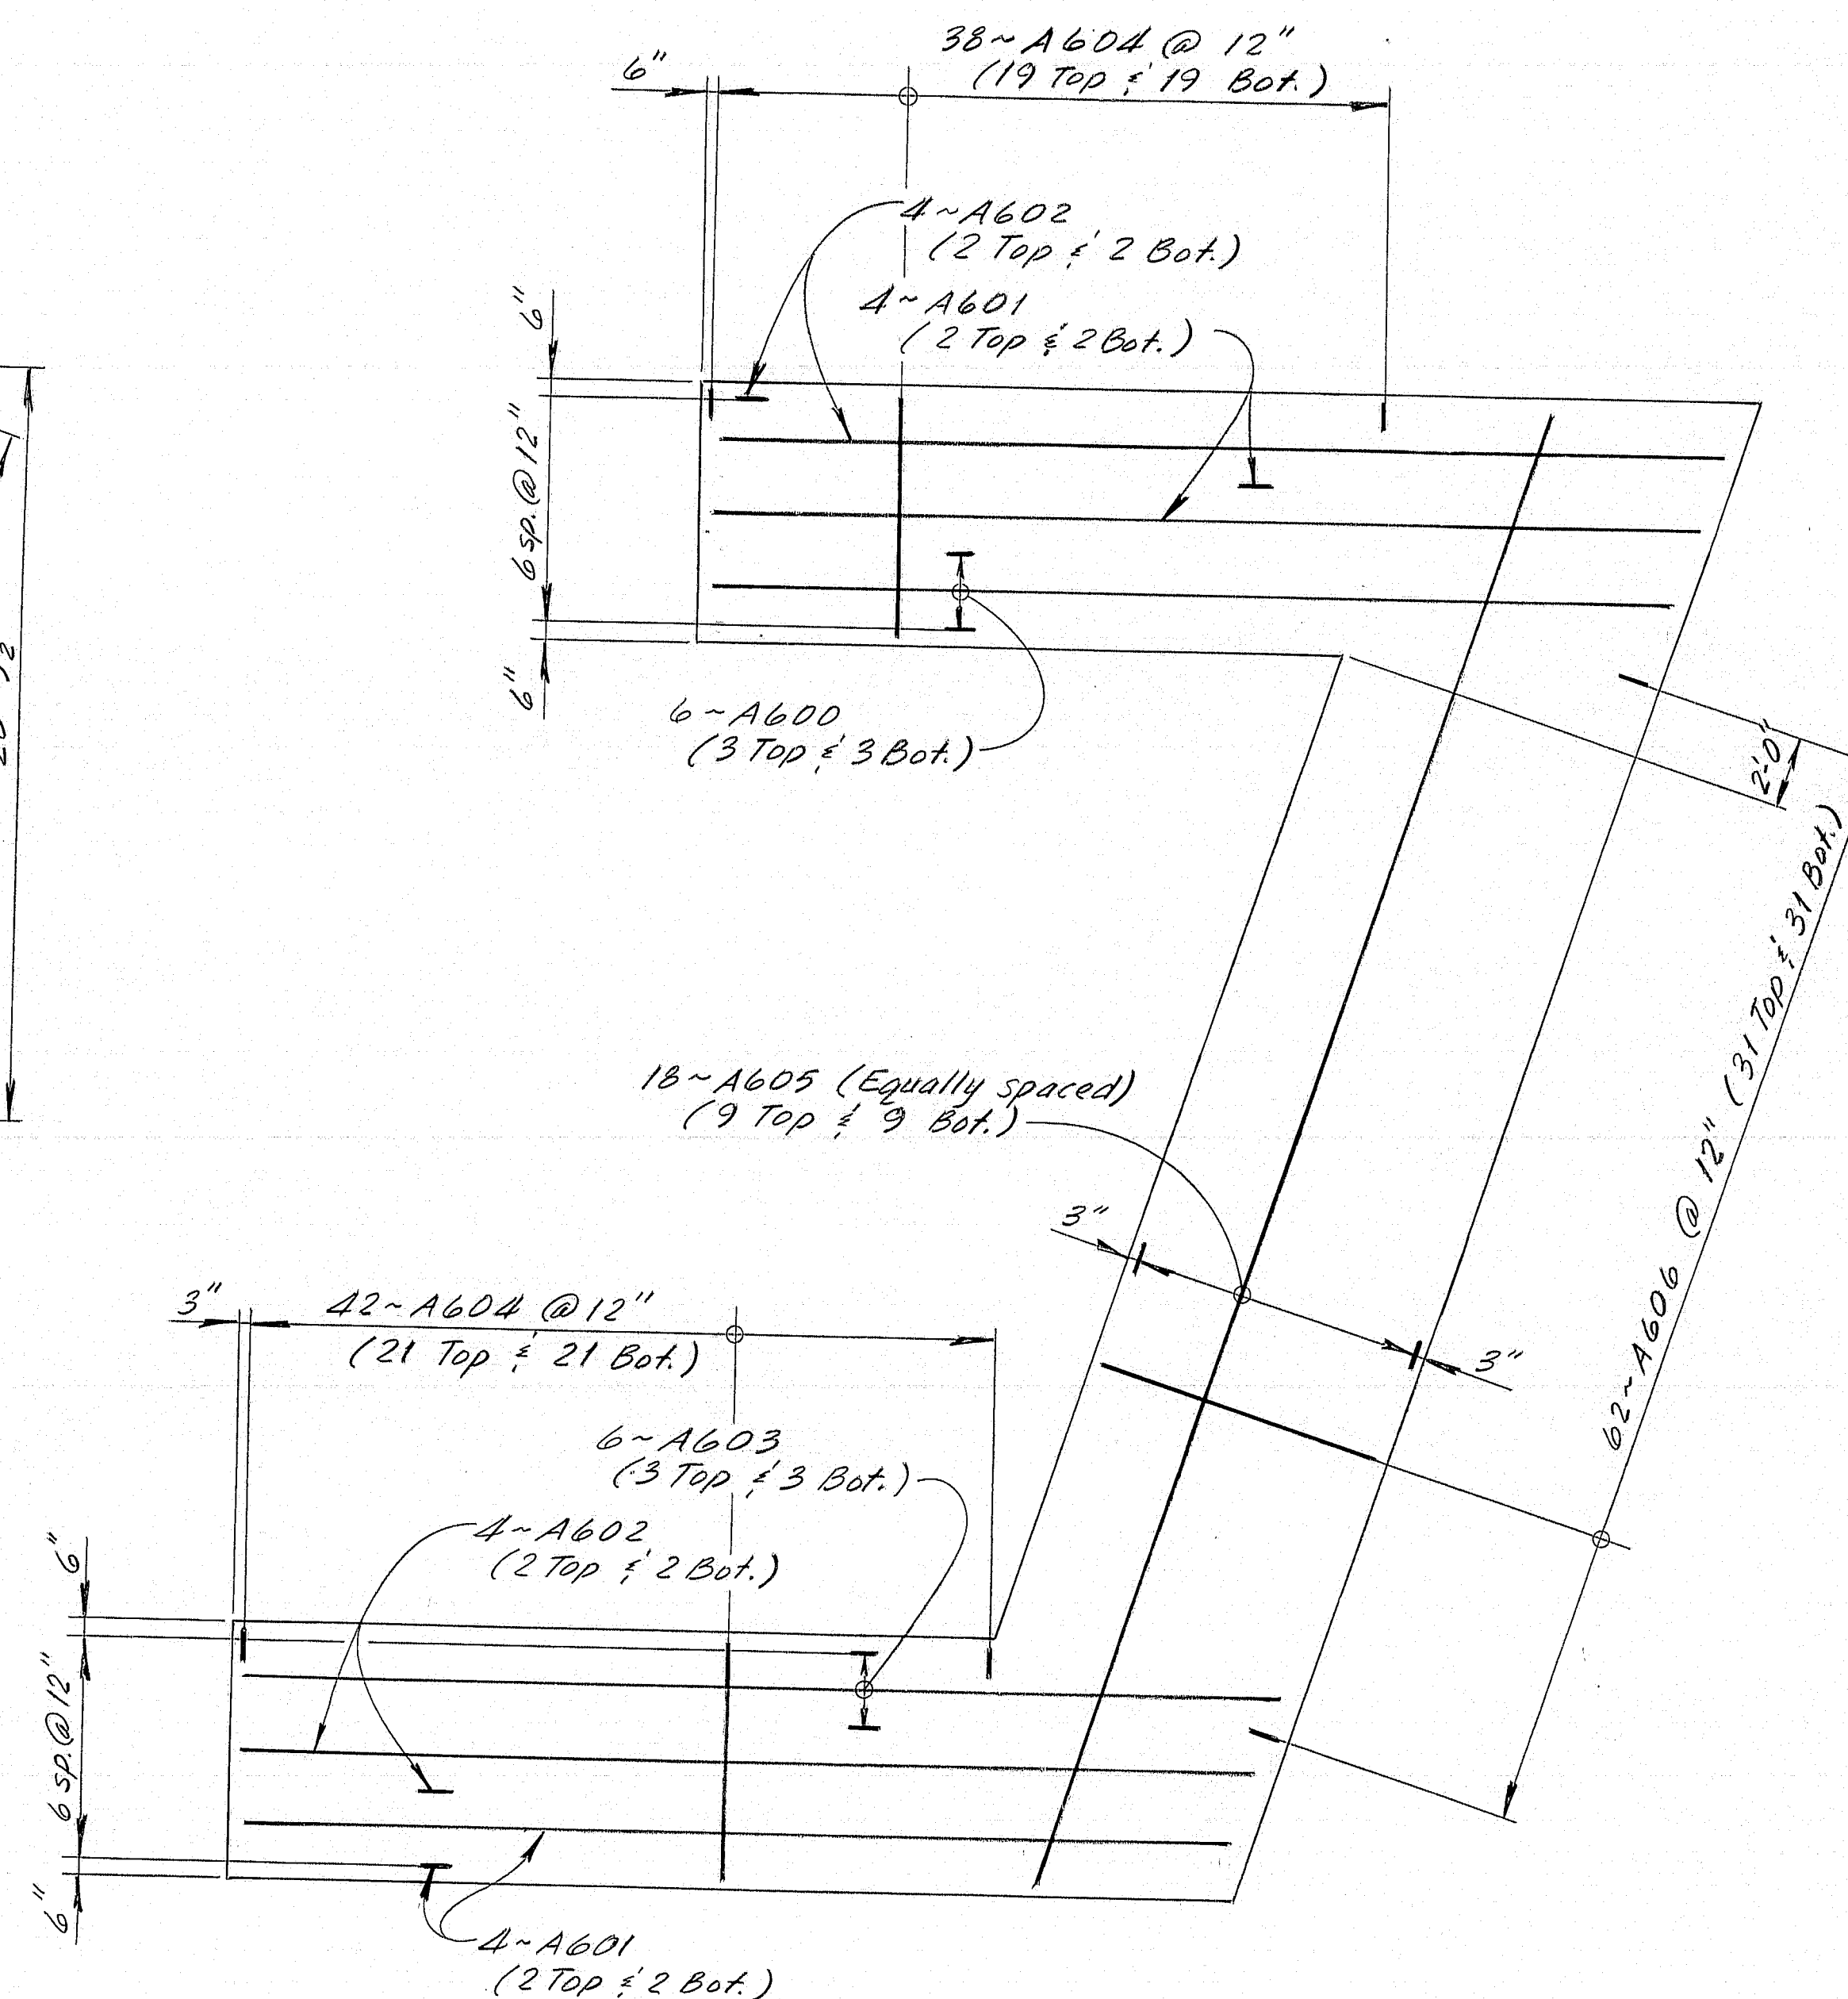 38~A604 @ 12"
(19 Top & 19 Bot.)
6"
4~A602
(2 Top & 2 Bot.)
4~A601
(2 Top & 2 Bot.)
6"
6 sp. @ 12"
6"
6~A600
(3 Top & 3 Bot.)
2'-0"
62~A606 @ 12" (31 Top & 31 Bot.)
18~A605 (Equally spaced)
(9 Top & 9 Bot.)
3"
3"
3"
42~A604 @ 12"
(21 Top & 21 Bot.)
6~A603
(3 Top & 3 Bot.)
4~A602
(2 Top & 2 Bot.)
6"
6 sp. @ 12"
6"
4~A601
(2 Top & 2 Bot.)